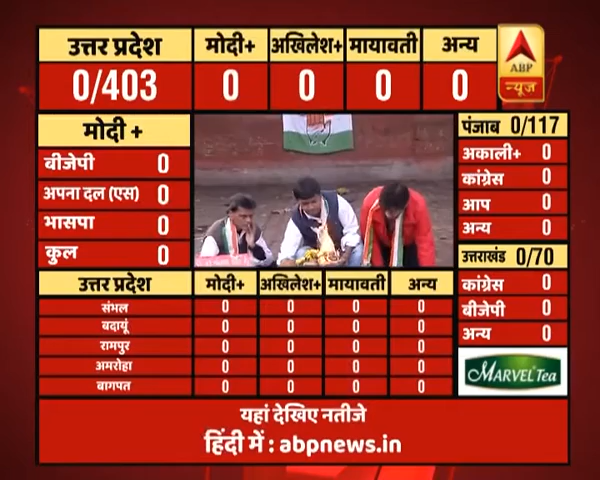 उत्तर प्रदेश मोदी+ अखिलेश+ मायावती अन्य
0/403 0 0 0 0
ABP
न्यूज़
मोदी +
बीजेपी 0
अपना दल (एस) 0
भासपा 0
कुल 0
पंजाब 0/117
अकाली+ 0
कांग्रेस 0
आप 0
अन्य 0
उत्तराखंड 0/70
कांग्रेस 0
बीजेपी 0
अन्य 0
उत्तर प्रदेश मोदी+ अखिलेश+ मायावती अन्य
संभल 0 0 0 0
बदायूं 0 0 0 0
रामपुर 0 0 0 0
अमरोहा 0 0 0 0
बागपत 0 0 0 0
MARVEL Tea
यहां देखिए नतीजे
हिंदी में : abpnews.in